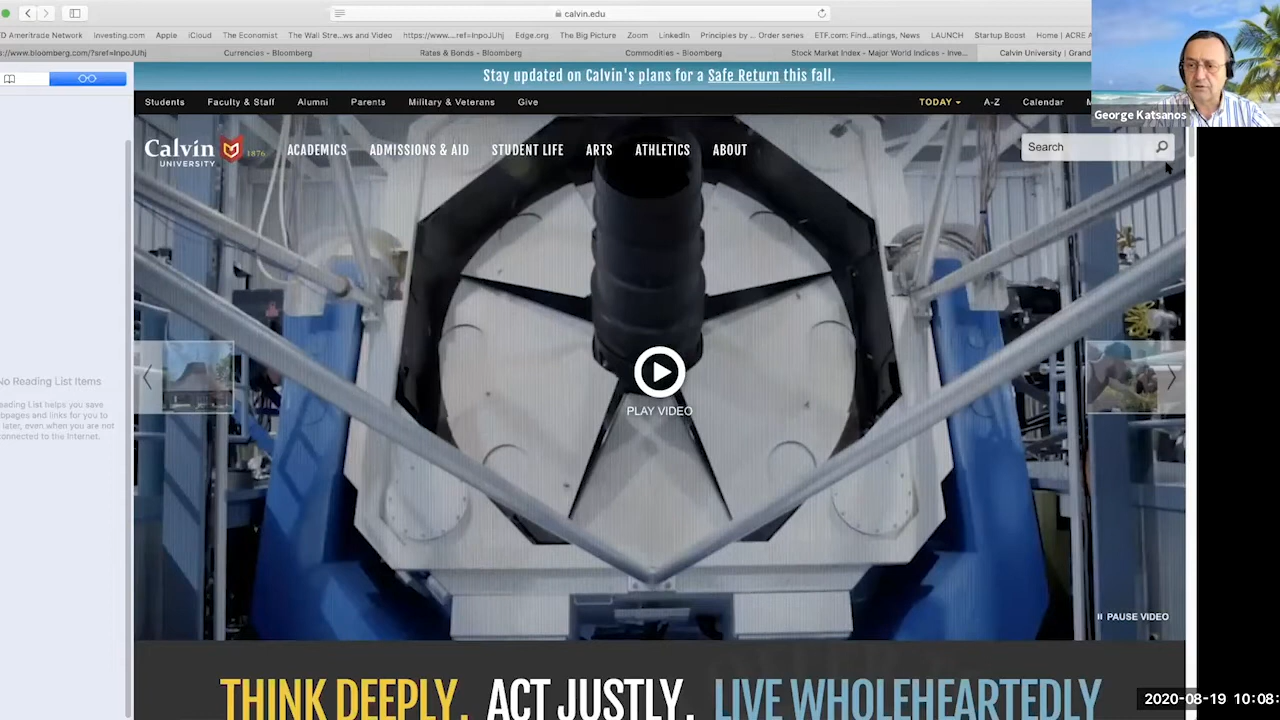 calvin.edu
TD Ameritrade Network Investing.com Apple iCloud The Economist The Wall Stre...ws and Video https://www....ref=InpoJUhj Edge.org The Big Picture Zoom LinkedIn Principles by ... Order series ETF.com: Find...atings, News LAUNCH Startup Boost Home | ACRE A
s://www.bloomberg.com/?sref=InpoJUhj Currencies - Bloomberg Rates & Bonds - Bloomberg Commodities - Bloomberg Stock Market Index - Major World Indices - Inve... Calvin University | Grand
Stay updated on Calvin's plans for a Safe Return this fall.
Students Faculty & Staff Alumni Parents Military & Veterans Give TODAY A-Z Calendar M
George Katsanos
Calvin UNIVERSITY 1876 ACADEMICS ADMISSIONS & AID STUDENT LIFE ARTS ATHLETICS ABOUT Search
PLAY VIDEO
No Reading List Items
eading List helps you save
bpages and links for you to
later, even when you are not
connected to the Internet.
PAUSE VIDEO
THINK DEEPLY. ACT JUSTLY. LIVE WHOLEHEARTEDLY
2020-08-19 10:08: